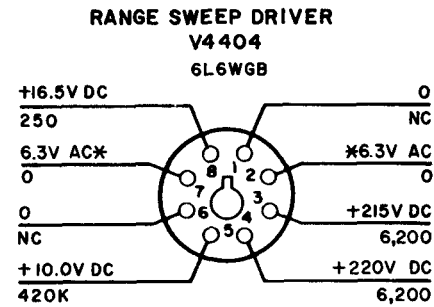 RANGE SWEEP DRIVER
V4404
6L6WGB
+16.5V DC
250
0
NC
6.3V AC*
0
*6.3V AC
0
0
NC
+215V DC
6,200
+10.0V DC
420K
+220V DC
6,200
8 1
7 2
6 3
5 4